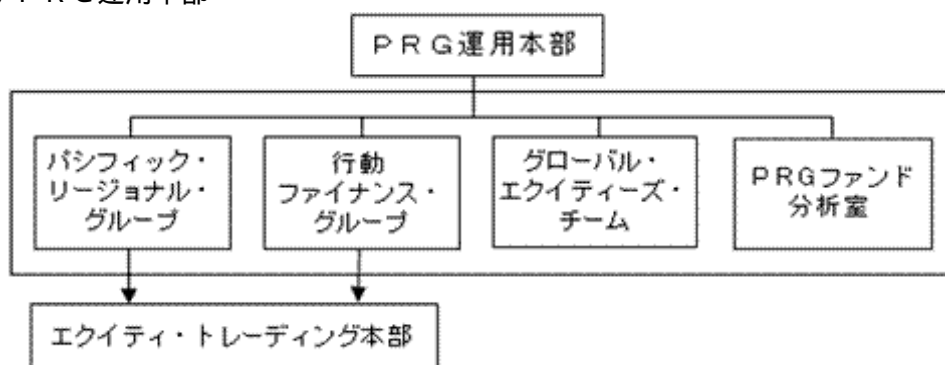 ＰＲＧ運用本部
ＰＲＧ運用本部
パシフィック・
リージョナル・
グループ
行動
ファイナンス・
グループ
グローバル・
エクイティーズ・
チーム
ＰＲＧファンド
分析室
エクイティ・トレーディング本部